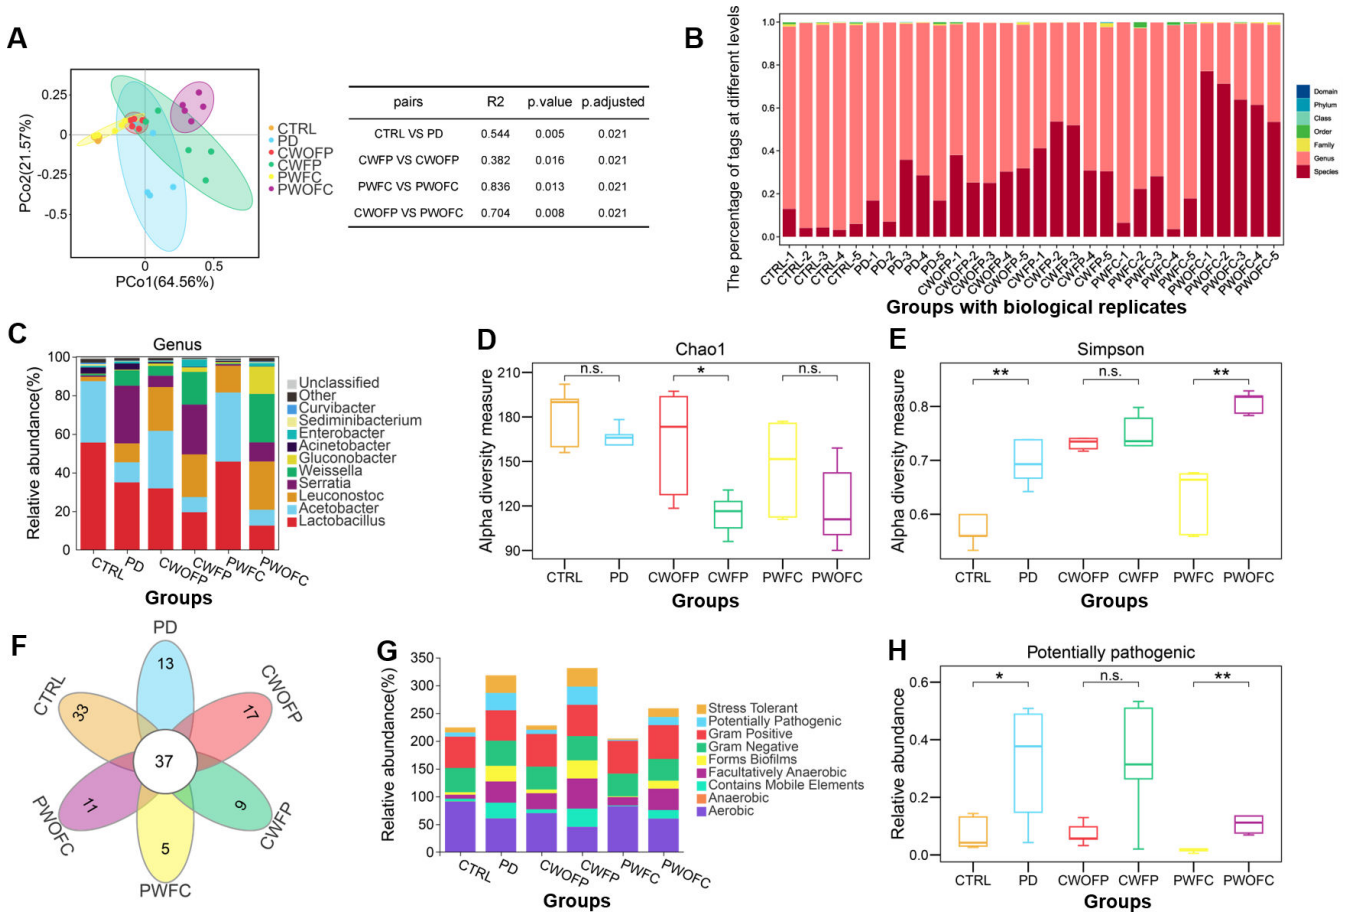 A
PCo2(21.57%)
0.25
0
-0.25
-0.5
0
0.5
PCo1(64.56%)
CTRL
PD
CWOFP
CWFP
PWFC
PWOFC
pairs R2 p.value p.adjusted
CTRL VS PD 0.544 0.005 0.021
CWFP VS CWOFP 0.382 0.016 0.021
PWFC VS PWOFC 0.836 0.013 0.021
CWOFP VS PWOFC 0.704 0.008 0.021
B
The percentage of tags at different levels
1.0
0.8
0.6
0.4
0.2
0.0
CTRL-1
CTRL-2
CTRL-3
CTRL-4
CTRL-5
PD-1
PD-2
PD-3
PD-4
PD-5
CWOFP-1
CWOFP-2
CWOFP-3
CWOFP-4
CWOFP-5
CWFP-1
CWFP-2
CWFP-3
CWFP-4
CWFP-5
PWFC-1
PWFC-2
PWFC-3
PWFC-4
PWFC-5
PWOFC-1
PWOFC-2
PWOFC-3
PWOFC-4
PWOFC-5
Groups with biological replicates
Domain
Phylum
Class
Order
Family
Genus
Species
C
Genus
Relative abundance(%)
100
80
60
40
20
0
CTRL
PD
CWOFP
CWFP
PWFC
PWOFC
Groups
Unclassified
Other
Curvibacter
Sediminibacterium
Enterobacter
Acinetobacter
Gluconobacter
Weissella
Serratia
Leuconostoc
Acetobacter
Lactobacillus
D
Chao1
Alpha diversity measure
210
180
150
120
90
n.s.
*
n.s.
CTRL
PD
CWOFP
CWFP
PWFC
PWOFC
Groups
E
Simpson
Alpha diversity measure
0.8
0.6
**
n.s.
**
CTRL
PD
CWOFP
CWFP
PWFC
PWOFC
Groups
F
PD
13
CWOFP
17
CWFP
9
PWFC
5
PWOFC
11
CTRL
33
37
G
Relative abundance(%)
350
300
250
200
150
100
50
0
CTRL
PD
CWOFP
CWFP
PWFC
PWOFC
Groups
Stress Tolerant
Potentially Pathogenic
Gram Positive
Gram Negative
Forms Biofilms
Facultatively Anaerobic
Contains Mobile Elements
Anaerobic
Aerobic
H
Potentially pathogenic
Relative abundance
0.6
0.4
0.2
0.0
*
n.s.
**
CTRL
PD
CWOFP
CWFP
PWFC
PWOFC
Groups